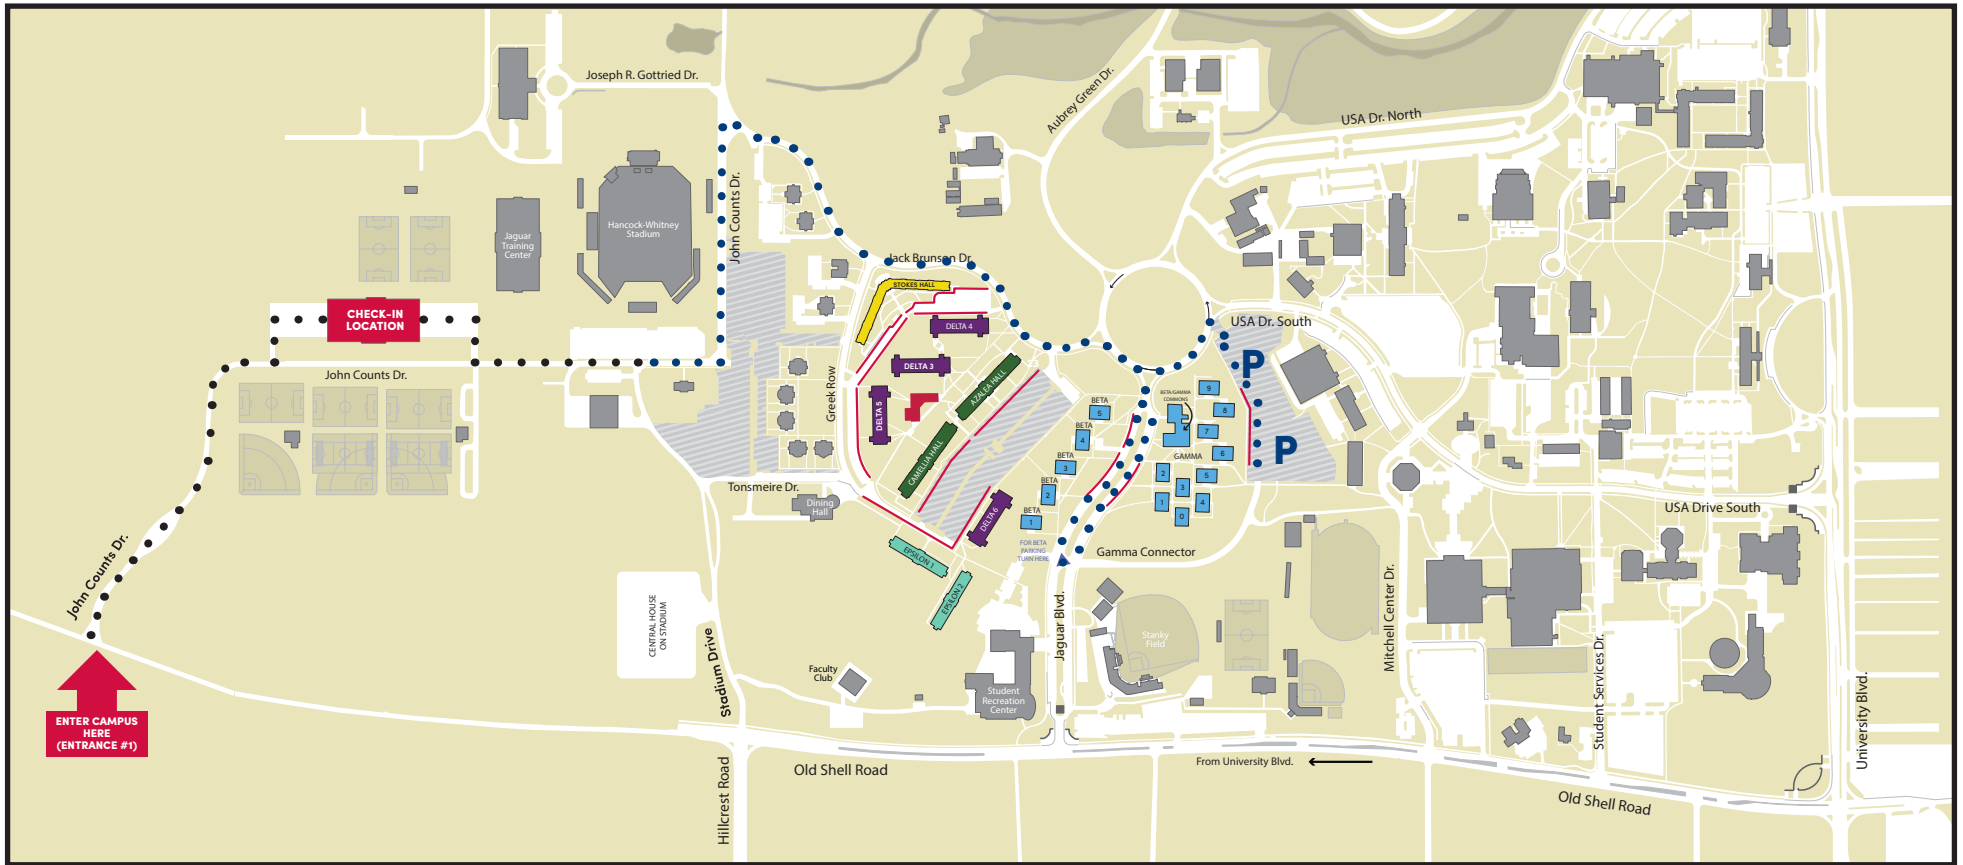 Joseph R. Gottried Dr.
Aubrey Green Dr.
USA Dr. North
John Counts Dr.
Hancock-Whitney
Stadium
Jaguar
Training
Center
Jack Brunson Dr.
STOKES HALL
CHECK-IN
LOCATION
USA Dr. South
DELTA 4
DELTA 3
P
John Counts Dr.
Greek Row
DELTA 5
AZALEA HALL
CAMELLIA HALL
BETA/GAMMA
COMMONS
9
8
7
6
GAMMA
5
2
3
1
4
0
BETA
5
BETA
4
BETA
3
BETA
2
BETA
1
P
Tonsmeire Dr.
Dining
Hall
DELTA 6
EPSILON 1
EPSILON 2
FOR BETA
PARKING
TURN HERE
Gamma Connector
USA Drive South
John Counts Dr.
CENTRAL HOUSE
ON STADIUM
Stadium Drive
Jaguar Blvd.
Stanky
Field
Mitchell Center Dr.
Student Services Dr.
University Blvd.
Faculty
Club
Student
Recreation
Center
ENTER CAMPUS
HERE
(ENTRANCE #1)
Hillcrest Road
Old Shell Road
From University Blvd.
Old Shell Road